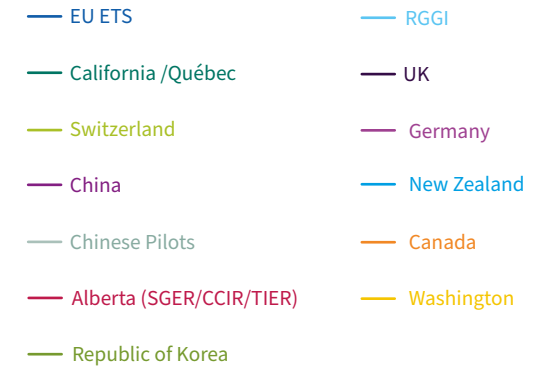 EU ETS
California /Québec
Switzerland
China
Chinese Pilots
Alberta (SGER/CCIR/TIER)
Republic of Korea
RGGI
UK
Germany
New Zealand
Canada
Washington